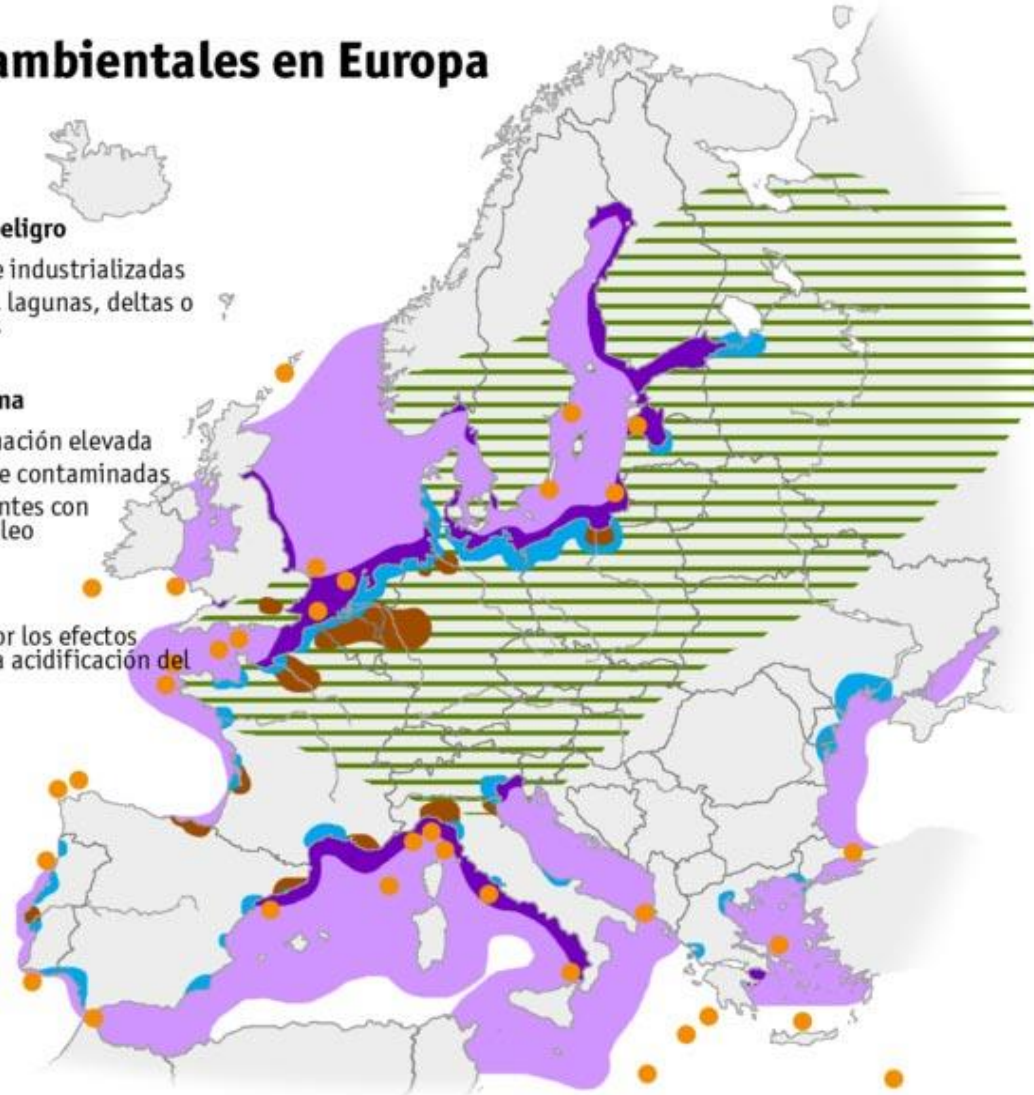 ambientales en Europa
eligro
e industrializadas
lagunas, deltas o
na
nación elevada
e contaminadas
ntes con
leo
or los efectos
a acidificación del